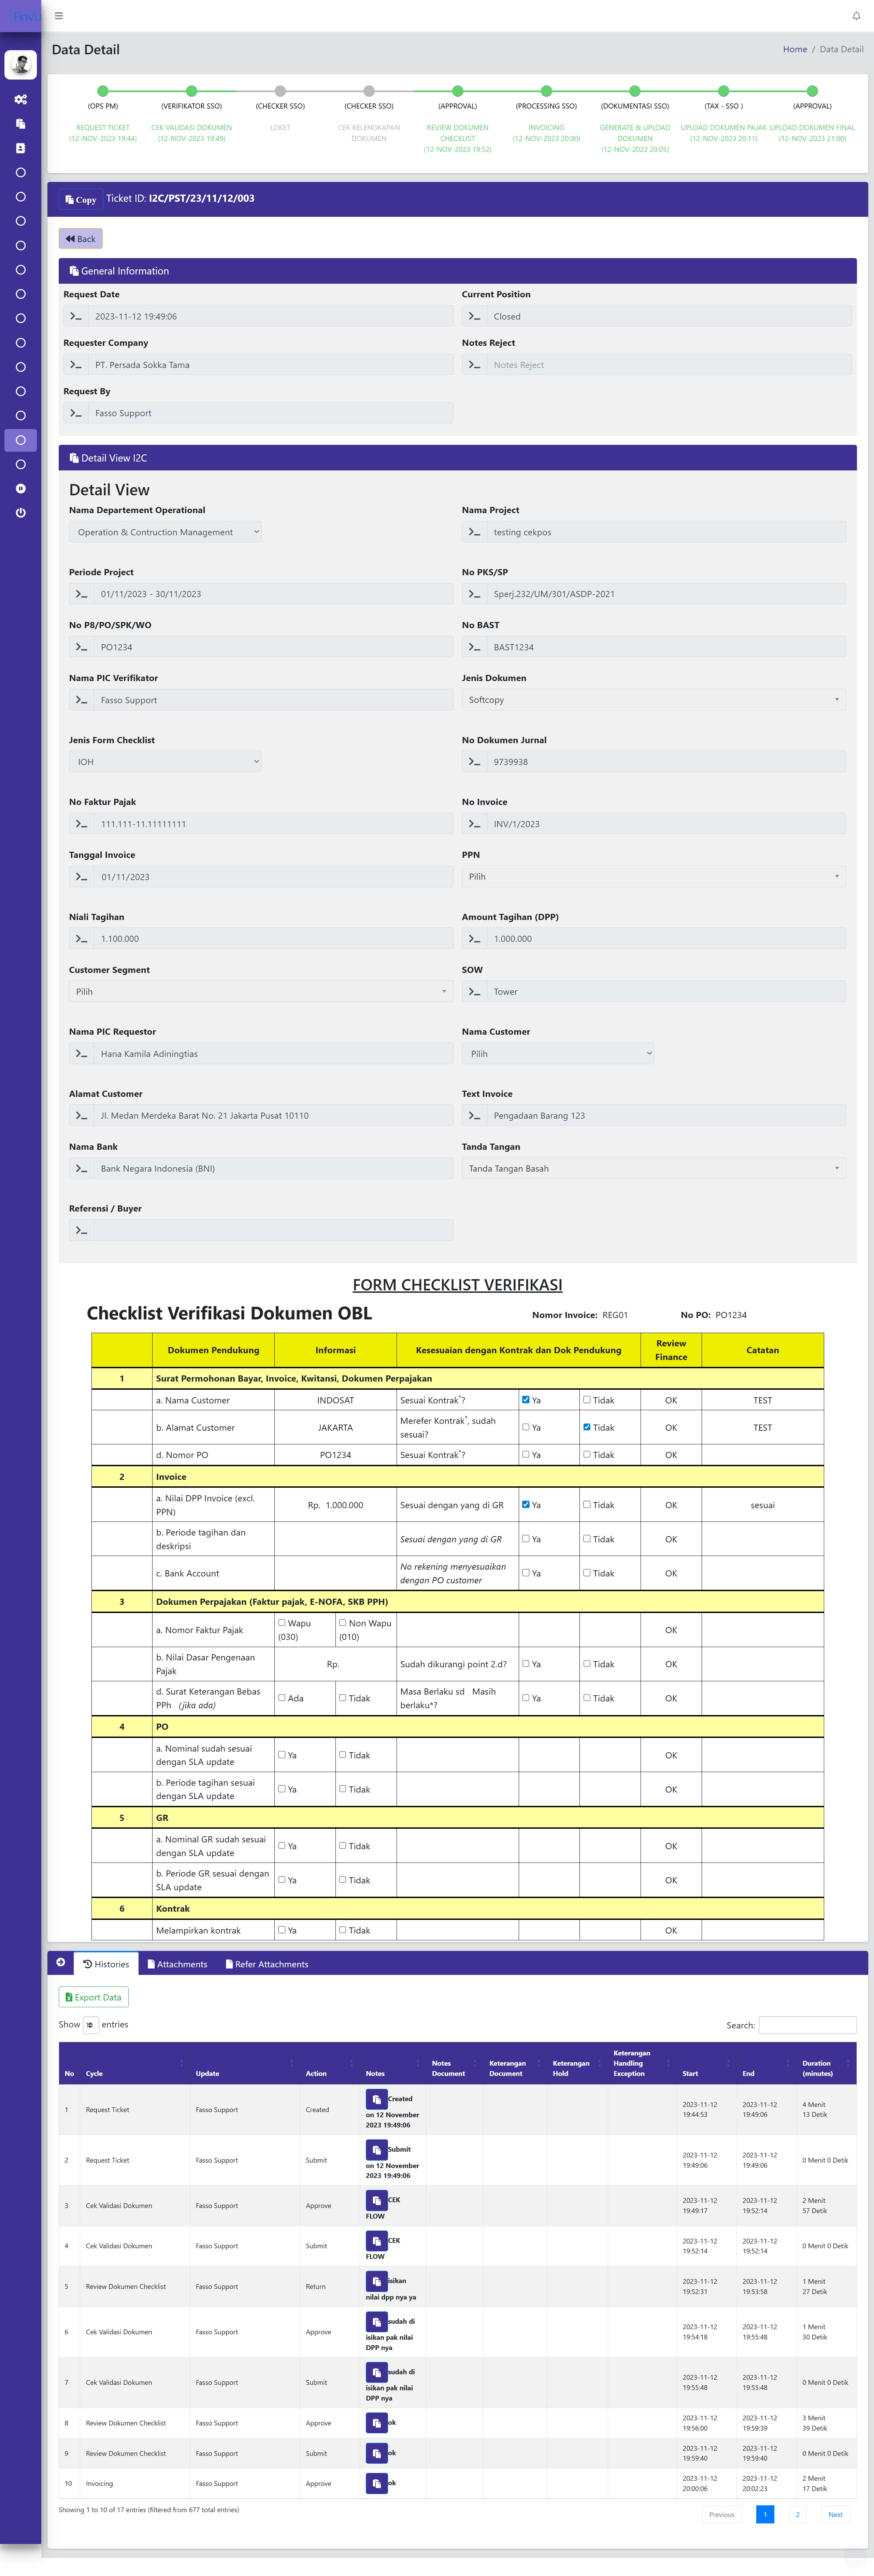 Finvu
Data Detail
Home / Data Detail
(OPS PM) (VERIFIKATOR SSO) (CHECKER SSO) (CHECKER SSO) (APPROVAL) (PROCESSING SSO) (DOKUMENTASI SSO) (TAX - SSO ) (APPROVAL)
REQUEST TICKET
(12-NOV-2023 19:44)
CEK VALIDASI DOKUMEN
(12-NOV-2023 19:49)
LOKET
CEK KELENGKAPAN
DOKUMEN
REVIEW DOKUMEN
CHECKLIST
(12-NOV-2023 19:52)
INVOICING
(12-NOV-2023 20:00)
GENERATE & UPLOAD
DOKUMEN
(12-NOV-2023 20:05)
UPLOAD DOKUMEN PAJAK
(12-NOV-2023 20:11)
UPLOAD DOKUMEN FINAL
(12-NOV-2023 21:00)
Copy Ticket ID: I2C/PST/23/11/12/003
Back
General Information
Request Date Current Position
2023-11-12 19:49:06 Closed
Requester Company Notes Reject
PT. Persada Sokka Tama Notes Reject
Request By
Fasso Support
Detail View I2C
Detail View
Nama Departement Operational Nama Project
Operation & Contruction Management testing cekpos
Periode Project No PKS/SP
01/11/2023 - 30/11/2023 Sperj.232/UM/301/ASDP-2021
No P8/PO/SPK/WO No BAST
PO1234 BAST1234
Nama PIC Verifikator Jenis Dokumen
Fasso Support Softcopy
Jenis Form Checklist No Dokumen Jurnal
IOH 9739938
No Faktur Pajak No Invoice
111.111-11.11111111 INV/1/2023
Tanggal Invoice PPN
01/11/2023 Pilih
Niali Tagihan Amount Tagihan (DPP)
1.100.000 1.000.000
Customer Segment SOW
Pilih Tower
Nama PIC Requestor Nama Customer
Hana Kamila Adiningtias Pilih
Alamat Customer Text Invoice
Jl. Medan Merdeka Barat No. 21 Jakarta Pusat 10110 Pengadaan Barang 123
Nama Bank Tanda Tangan
Bank Negara Indonesia (BNI) Tanda Tangan Basah
Referensi / Buyer
FORM CHECKLIST VERIFIKASI
Checklist Verifikasi Dokumen OBL Nomor Invoice: REG01 No PO: PO1234
Dokumen Pendukung Informasi Kesesuaian dengan Kontrak dan Dok Pendukung Review Finance Catatan
1 Surat Permohonan Bayar, Invoice, Kwitansi, Dokumen Perpajakan
a. Nama Customer INDOSAT Sesuai Kontrak*? Ya Tidak OK TEST
b. Alamat Customer JAKARTA Merefer Kontrak*, sudah sesuai? Ya Tidak OK TEST
d. Nomor PO PO1234 Sesuai Kontrak*? Ya Tidak OK
2 Invoice
a. Nilai DPP Invoice (excl. PPN) Rp. 1.000.000 Sesuai dengan yang di GR Ya Tidak OK sesuai
b. Periode tagihan dan deskripsi Sesuai dengan yang di GR Ya Tidak OK
c. Bank Account No rekening menyesuaikan dengan PO customer Ya Tidak OK
3 Dokumen Perpajakan (Faktur pajak, E-NOFA, SKB PPH)
a. Nomor Faktur Pajak Wapu (030) Non Wapu (010) OK
b. Nilai Dasar Pengenaan Pajak Rp. Sudah dikurangi point 2.d? Ya Tidak OK
d. Surat Keterangan Bebas PPh (jika ada) Ada Tidak Masa Berlaku sd Masih berlaku*? Ya Tidak OK
4 PO
a. Nominal sudah sesuai dengan SLA update Ya Tidak OK
b. Periode tagihan sesuai dengan SLA update Ya Tidak OK
5 GR
a. Nominal GR sudah sesuai dengan SLA update Ya Tidak OK
b. Periode GR sesuai dengan SLA update Ya Tidak OK
6 Kontrak
Melampirkan kontrak Ya Tidak OK
Histories Attachments Refer Attachments
Export Data
Show 10 entries Search:
No Cycle Update Action Notes Notes Document Keterangan Document Keterangan Hold Keterangan Handling Exception Start End Duration (minutes)
1 Request Ticket Fasso Support Created Created on 12 November 2023 19:49:06 2023-11-12 19:44:53 2023-11-12 19:49:06 4 Menit 13 Detik
2 Request Ticket Fasso Support Submit Submit on 12 November 2023 19:49:06 2023-11-12 19:49:06 2023-11-12 19:49:06 0 Menit 0 Detik
3 Cek Validasi Dokumen Fasso Support Approve CEK FLOW 2023-11-12 19:49:17 2023-11-12 19:52:14 2 Menit 57 Detik
4 Cek Validasi Dokumen Fasso Support Submit CEK FLOW 2023-11-12 19:52:14 2023-11-12 19:52:14 0 Menit 0 Detik
5 Review Dokumen Checklist Fasso Support Return isikan nilai dpp nya ya 2023-11-12 19:52:31 2023-11-12 19:53:58 1 Menit 27 Detik
6 Cek Validasi Dokumen Fasso Support Approve sudah di isikan pak nilai DPP nya 2023-11-12 19:54:18 2023-11-12 19:55:48 1 Menit 30 Detik
7 Cek Validasi Dokumen Fasso Support Submit sudah di isikan pak nilai DPP nya 2023-11-12 19:55:48 2023-11-12 19:55:48 0 Menit 0 Detik
8 Review Dokumen Checklist Fasso Support Approve ok 2023-11-12 19:56:00 2023-11-12 19:59:39 3 Menit 39 Detik
9 Review Dokumen Checklist Fasso Support Submit ok 2023-11-12 19:59:40 2023-11-12 19:59:40 0 Menit 0 Detik
10 Invoicing Fasso Support Approve ok 2023-11-12 20:00:06 2023-11-12 20:02:23 2 Menit 17 Detik
Showing 1 to 10 of 17 entries (filtered from 677 total entries)
Previous 1 2 Next